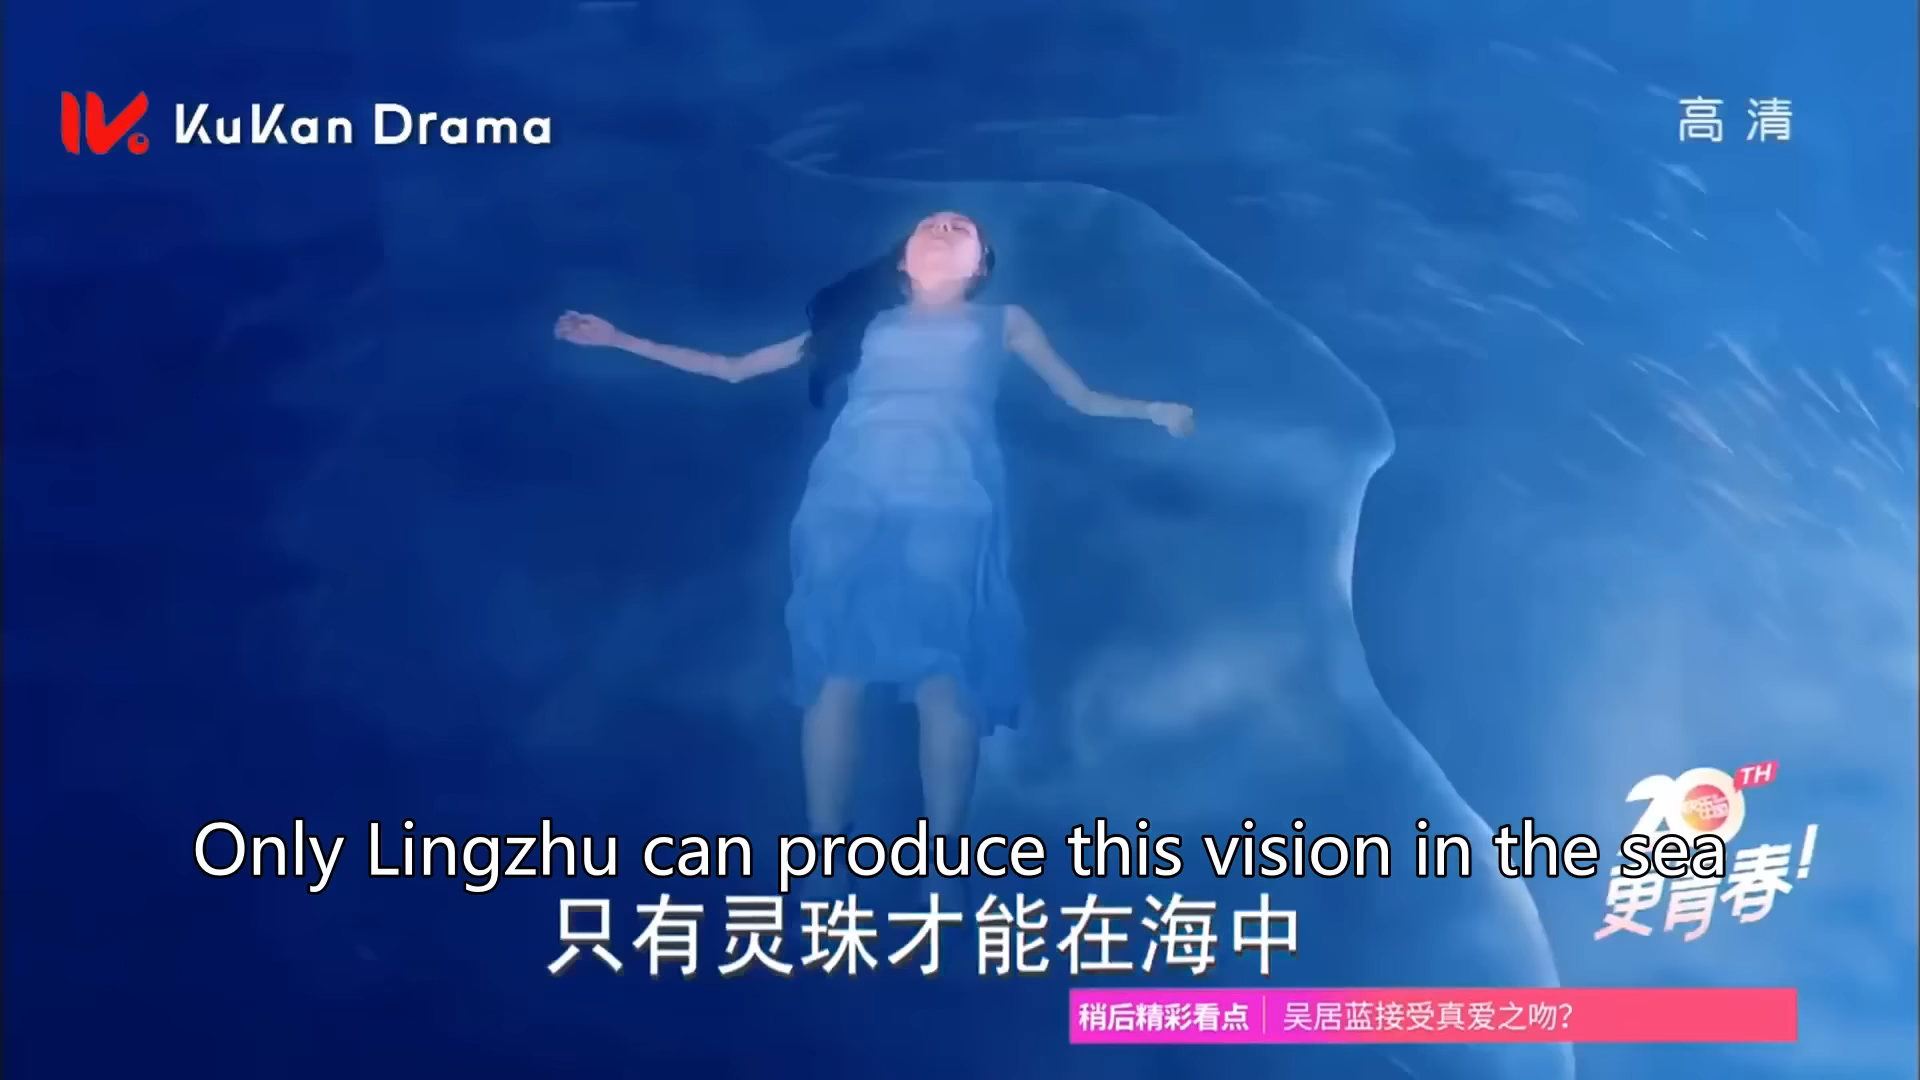 KuKan Drama
高清
20TH
更青春!
Only Lingzhu can produce this vision in the sea
只有灵珠才能在海中
稍后精彩看点 | 吴居蓝接受真爱之吻?